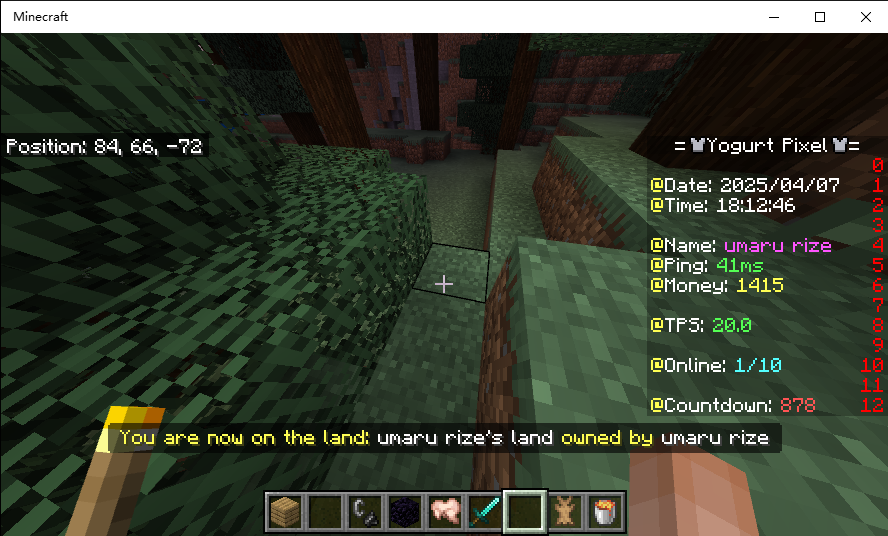 Minecraft
Position: 84, 66, -72
=Yogurt Pixel=
0
@Date: 2025/04/07 1
@Time: 18:12:46 2
3
@Name: umaru rize 4
@Ping: 41ms 5
@Money: 1415 6
7
@TPS: 20.0 8
9
@Online: 1/10 10
11
@Countdown: 878 12
You are now on the land: umaru rize's land owned by umaru rize